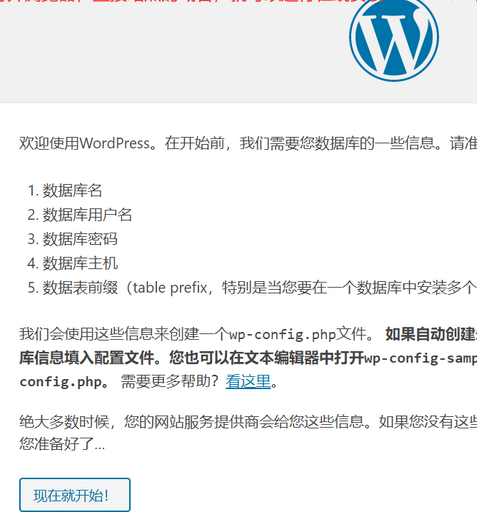 欢迎使用WordPress。在开始前，我们需要您数据库的一些信息。请准
1. 数据库名
2. 数据库用户名
3. 数据库密码
4. 数据库主机
5. 数据表前缀（table prefix，特别是当您要在一个数据库中安装多个
我们会使用这些信息来创建一个wp-config.php文件。 如果自动创建
库信息填入配置文件。您也可以在文本编辑器中打开wp-config-samp
config.php。 需要更多帮助？看这里。
绝大多数时候，您的网站服务提供商会给您这些信息。如果您没有这些
您准备好了...
现在就开始！